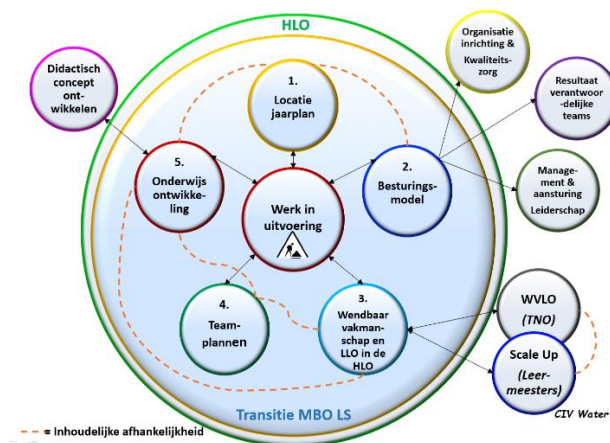 HLO
Organisatie
inrichting &
Kwaliteits-
zorg
Didactisch
concept
ont-
wikkelen
1.
Locatie
jaarplan
Resultaat
verantwoor
-delijke
teams
5.
Onderwijs
ontwikke-
ling
2.
Besturings-
model
Manage-
ment &
aansturing
Leiderschap
Werk in
uitvoering
4.
Team-
plannen
3.
Wendbaar
vakman-
schap en
LLO in de
HLO
WVLO
(TNO)
Scale Up
(Leer-
meesters)
Transitie MBO LS
CIV Water
= Inhoudelijke afhankelijkheid